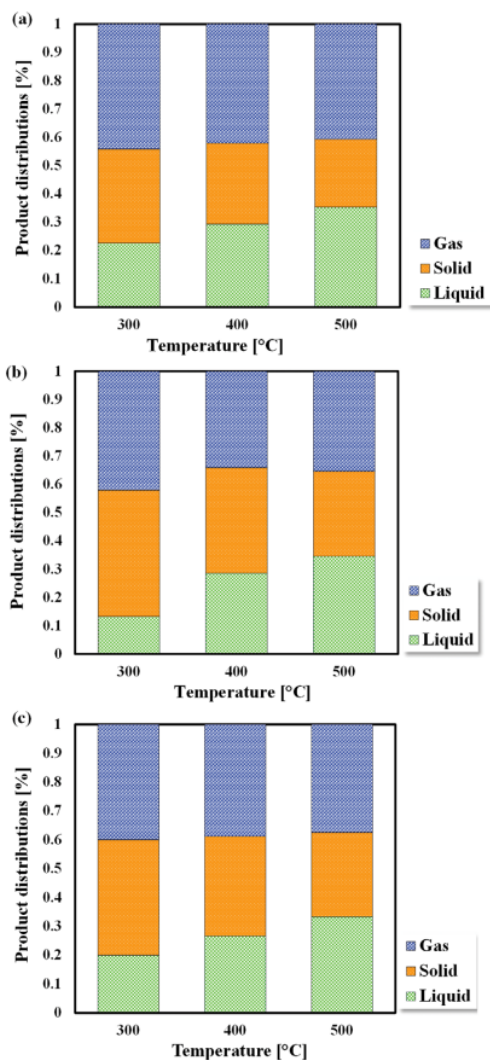 (a)
1
0.9
0.8
0.7
0.6
0.5
0.4
0.3
0.2
0.1
0
Product distributions [%]
300 400 500
Temperature [°C]
Gas
Solid
Liquid
(b)
1
0.9
0.8
0.7
0.6
0.5
0.4
0.3
0.2
0.1
0
Product distributions [%]
300 400 500
Temperature [°C]
Gas
Solid
Liquid
(c)
1
0.9
0.8
0.7
0.6
0.5
0.4
0.3
0.2
0.1
0
Product distributions [%]
300 400 500
Temperature [°C]
Gas
Solid
Liquid